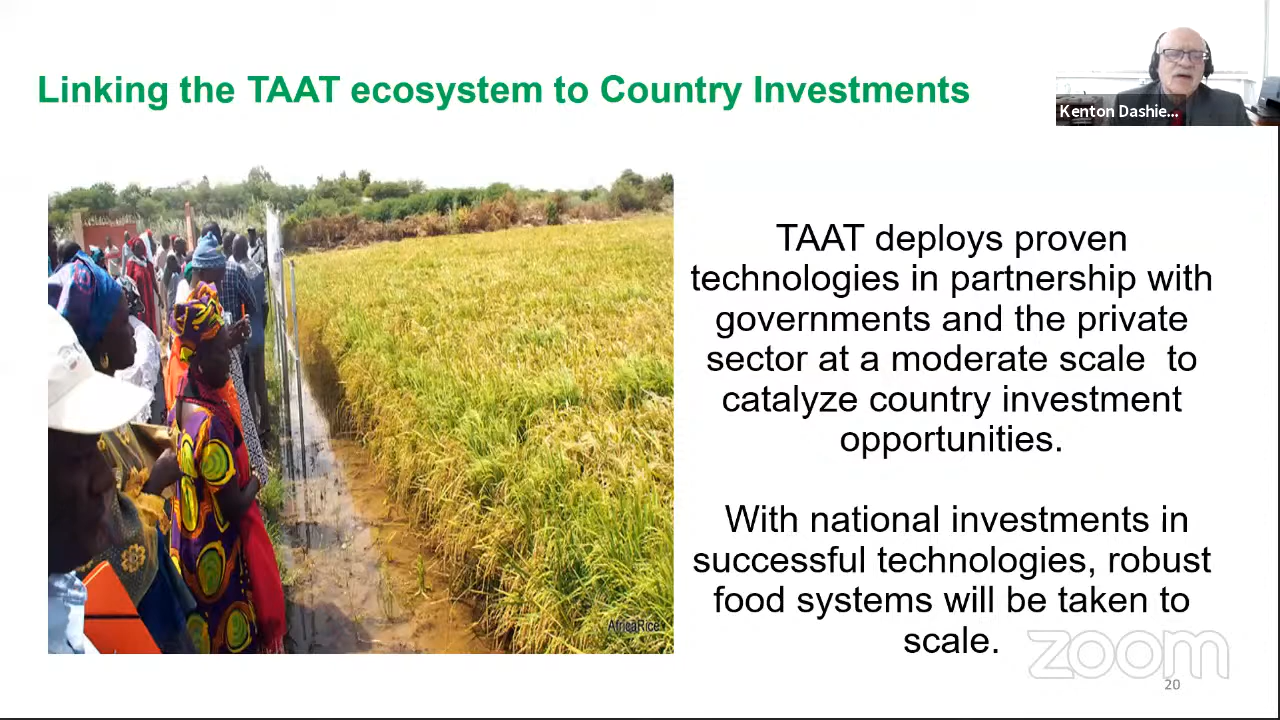 Linking the TAAT ecosystem to Country Investments
Kenton Dashie...
TAAT deploys proven
technologies in partnership with
governments and the private
sector at a moderate scale to
catalyze country investment
opportunities.
With national investments in
successful technologies, robust
food systems will be taken to
scale.
AfricaRice
zoom
20